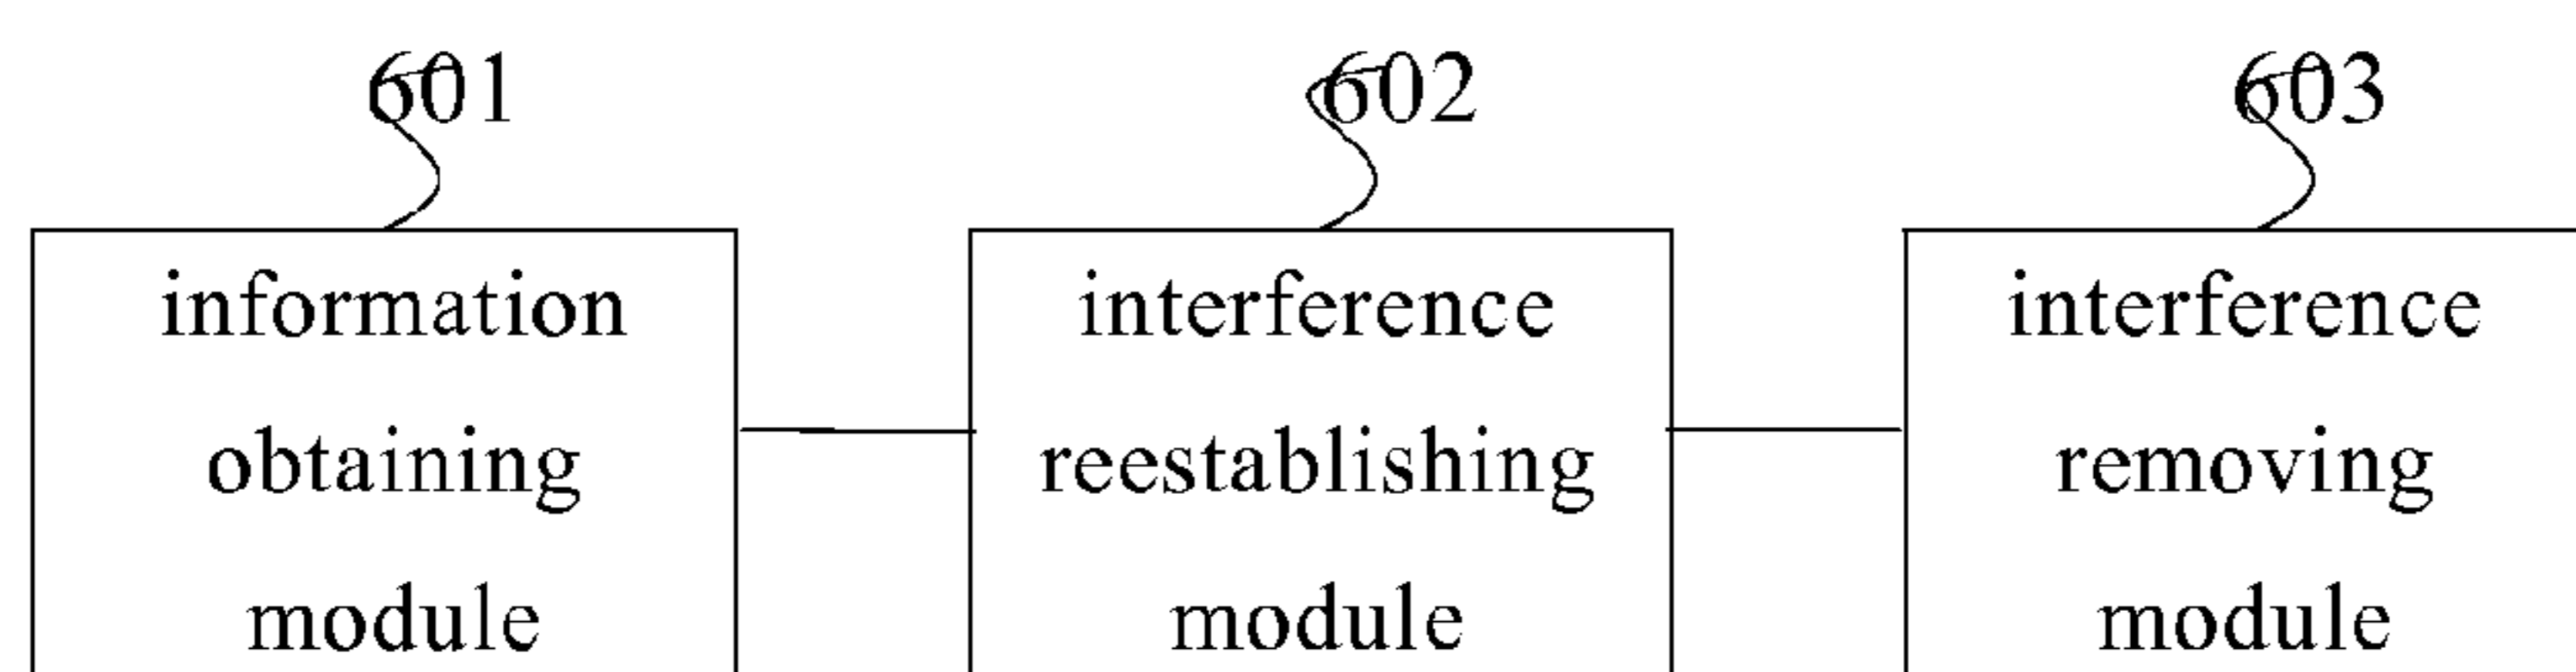 601
602
603
information
obtaining
module
interference
reestablishing
module
interference
removing
module